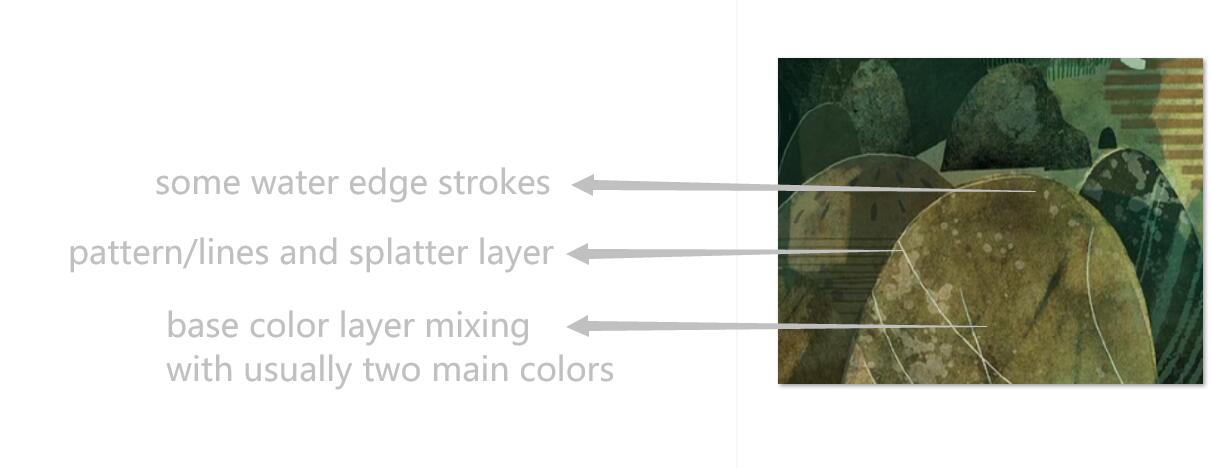 some water edge strokes
pattern/lines and splatter layer
base color layer mixing
with usually two main colors